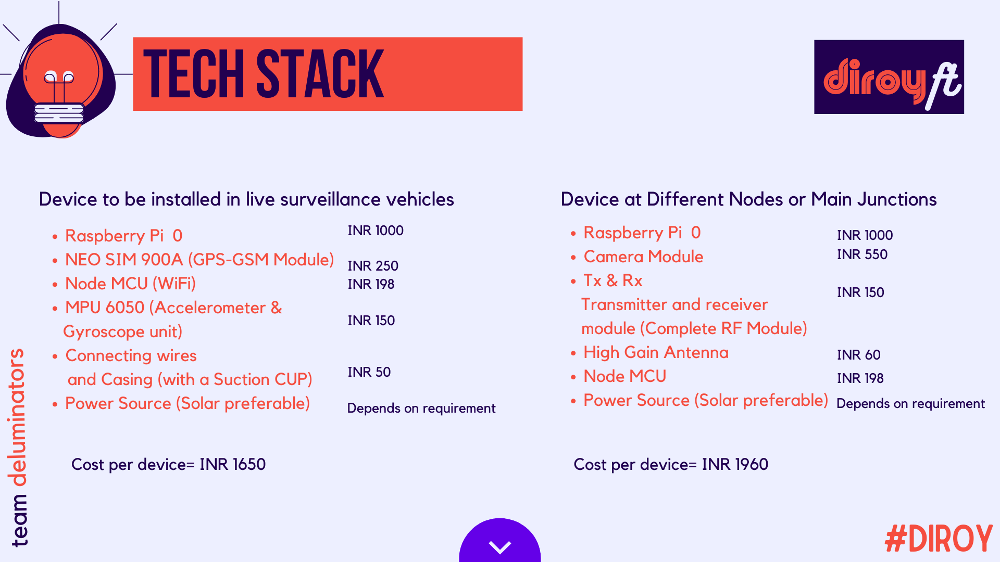 TECH STACK
diroy ft
Device to be installed in live surveillance vehicles
• Raspberry Pi 0 INR 1000
• NEO SIM 900A (GPS-GSM Module) INR 250
• Node MCU (WiFi) INR 198
• MPU 6050 (Accelerometer &
Gyroscope unit) INR 150
• Connecting wires
and Casing (with a Suction CUP) INR 50
• Power Source (Solar preferable) Depends on requirement
Cost per device= INR 1650
Device at Different Nodes or Main Junctions
• Raspberry Pi 0 INR 1000
• Camera Module INR 550
• Tx & Rx INR 150
Transmitter and receiver
module (Complete RF Module)
• High Gain Antenna INR 60
• Node MCU INR 198
• Power Source (Solar preferable) Depends on requirement
Cost per device= INR 1960
team deluminators
#DIROY